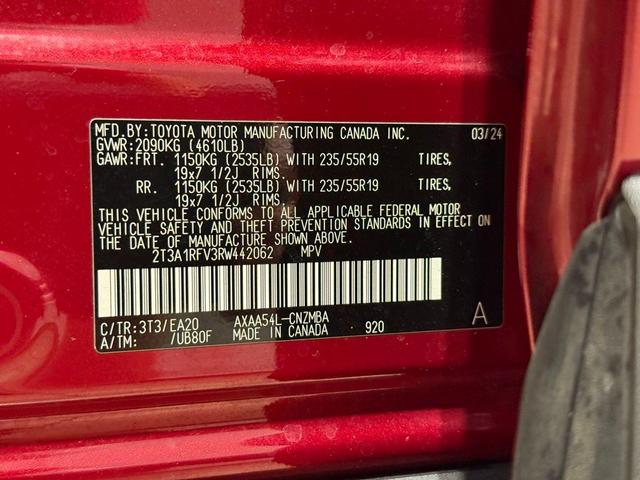 MFD.BY:TOYOTA MOTOR MANUFACTURING CANADA INC. 03/24
GVWR:2090KG (4610LB)
GAWR:FRT. 1150KG (2535LB) WITH 235/55R19 TIRES,
19x7 1/2J RIMS.
RR. 1150KG (2535LB) WITH 235/55R19 TIRES,
19x7 1/2J RIMS.
THIS VEHICLE CONFORMS TO ALL APPLICABLE FEDERAL MOTOR
VEHICLE SAFETY AND THEFT PREVENTION STANDARDS IN EFFECT ON
THE DATE OF MANUFACTURE SHOWN ABOVE.
2T3A1RFV3RW442062 MPV
C/TR:3T3/EA20 AXAA54L-CNZMBA
A/TM: /UB80F MADE IN CANADA 920 A